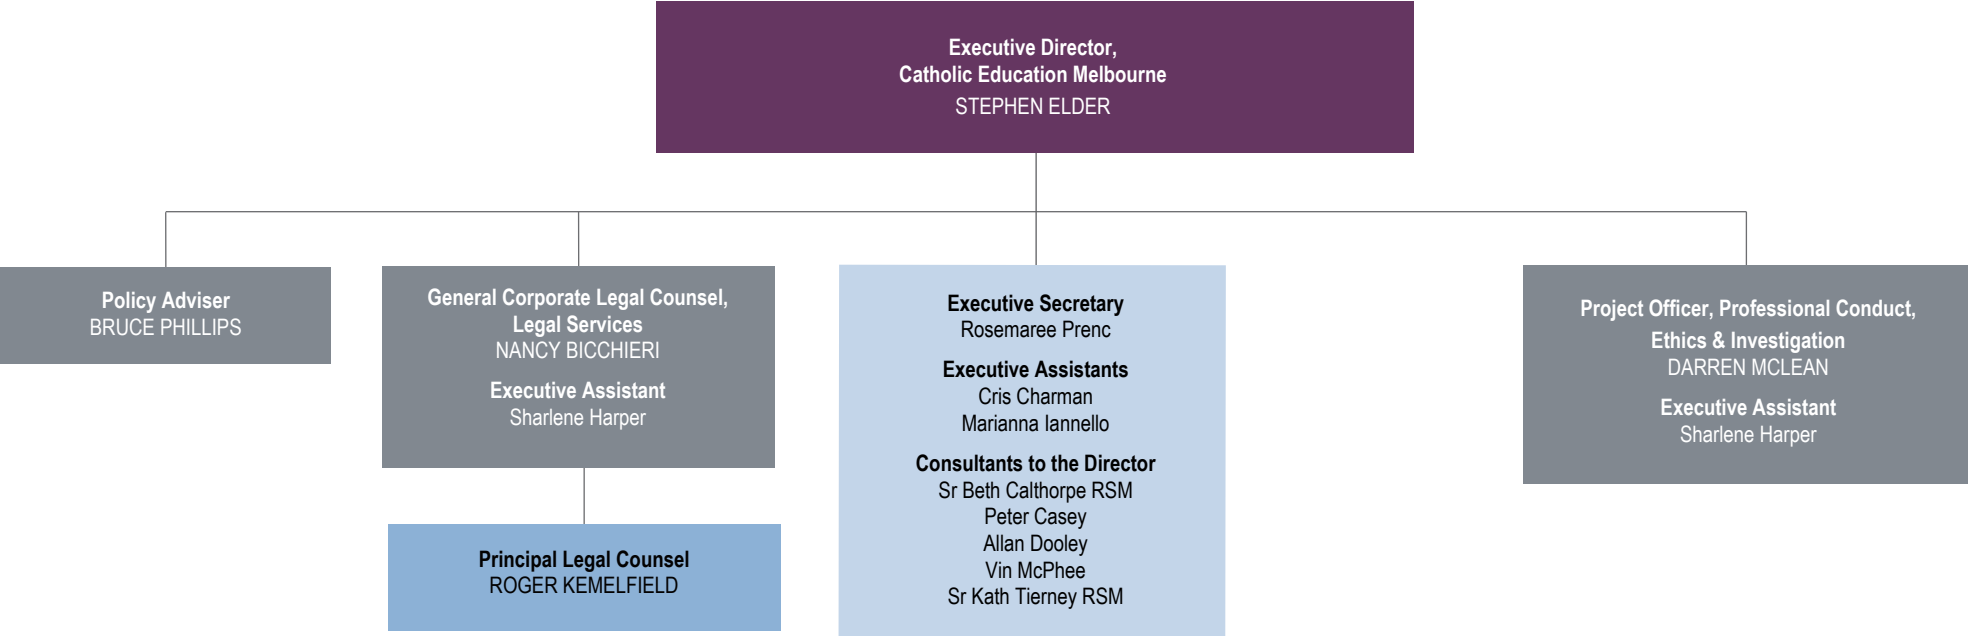 Executive Director,
Catholic Education Melbourne
STEPHEN ELDER
Policy Adviser
BRUCE PHILLIPS
General Corporate Legal Counsel,
Legal Services
NANCY BICCHIERI
Executive Assistant
Sharlene Harper
Principal Legal Counsel
ROGER KEMELFIELD
Executive Secretary
Rosemaree Prenc
Executive Assistants
Cris Charman
Marianna Iannello
Consultants to the Director
Sr Beth Calthorpe RSM
Peter Casey
Allan Dooley
Vin McPhee
Sr Kath Tierney RSM
Project Officer, Professional Conduct,
Ethics & Investigation
DARREN MCLEAN
Executive Assistant
Sharlene Harper